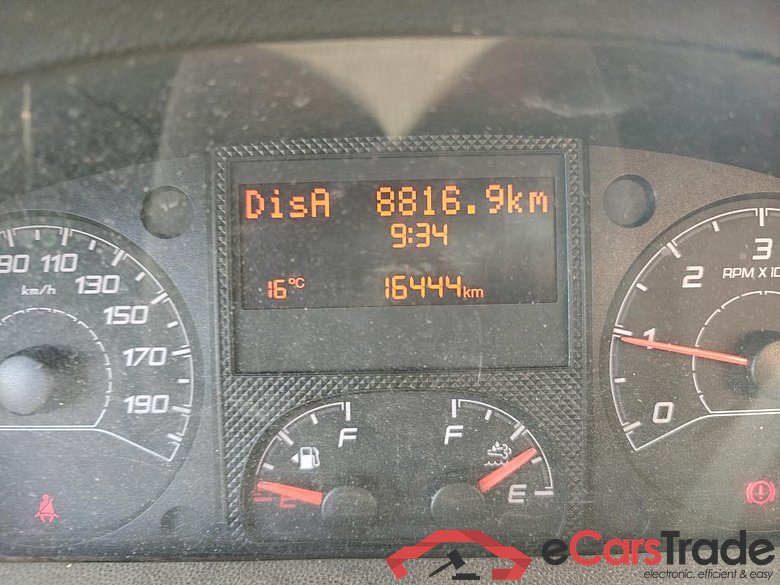 DisA 8816.9km
9:34
16°C 16444km
90 110 130 150 170 190
km/h
0 1 2 3
RPM X 10
F
E
F
E
eCarsTrade
electronic, efficient & easy